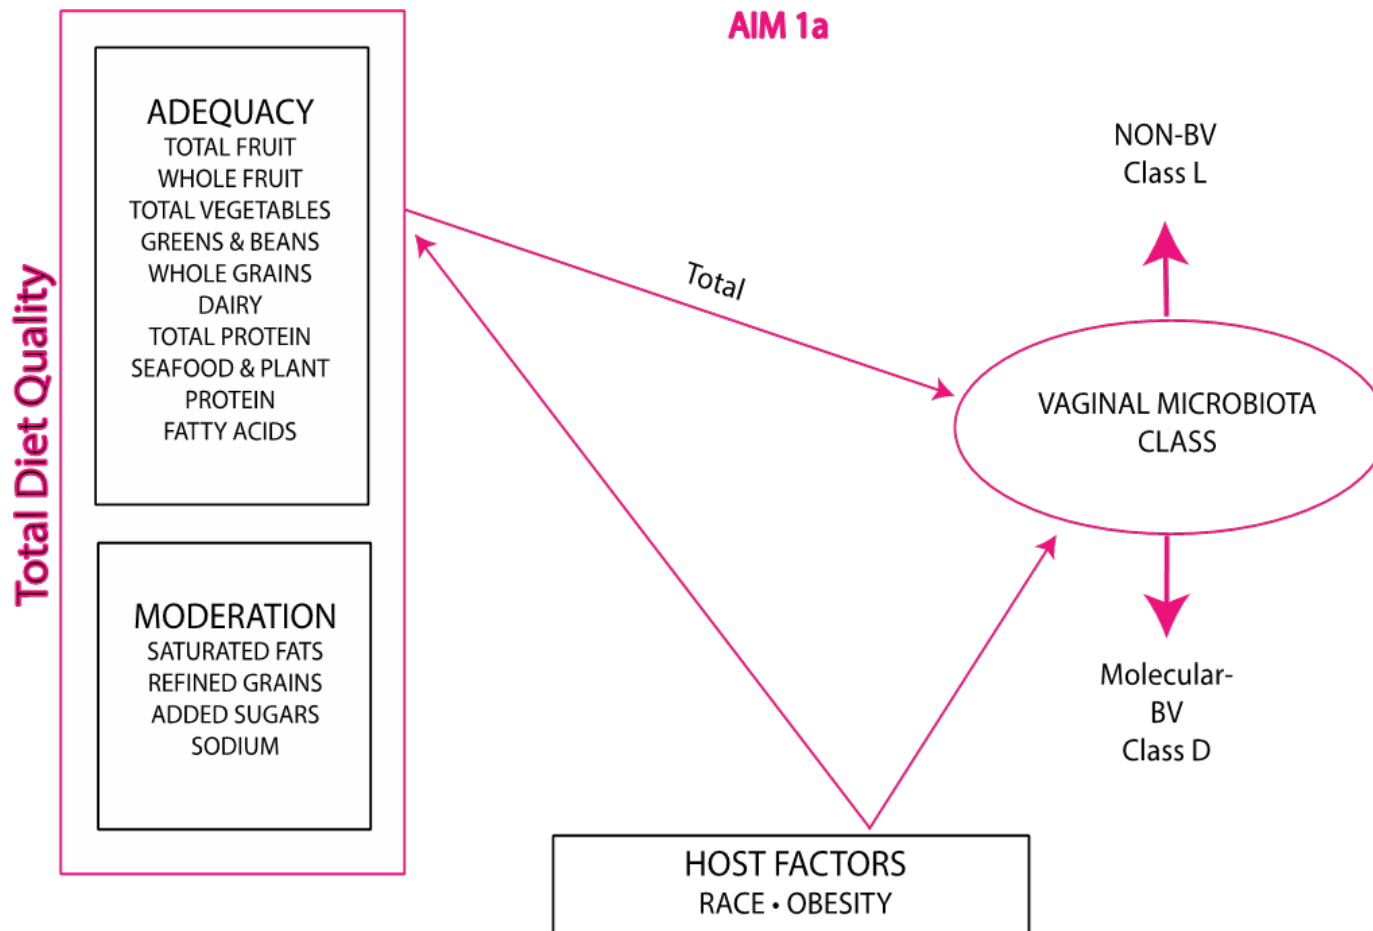 AIM 1a
Total Diet Quality
ADEQUACY
TOTAL FRUIT
WHOLE FRUIT
TOTAL VEGETABLES
GREENS & BEANS
WHOLE GRAINS
DAIRY
TOTAL PROTEIN
SEAFOOD & PLANT
PROTEIN
FATTY ACIDS
MODERATION
SATURATED FATS
REFINED GRAINS
ADDED SUGARS
SODIUM
Total
NON-BV
Class L
VAGINAL MICROBIOTA
CLASS
Molecular-
BV
Class D
HOST FACTORS
RACE • OBESITY